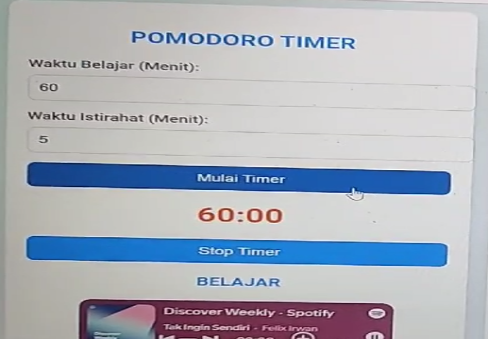 POMODORO TIMER
Waktu Belajar (Menit):
60
Waktu Istirahat (Menit):
5
Mulai Timer
60:00
Stop Timer
BELAJAR
Discover Weekly - Spotify
Tak Ingin Sendiri - Felix Irwan